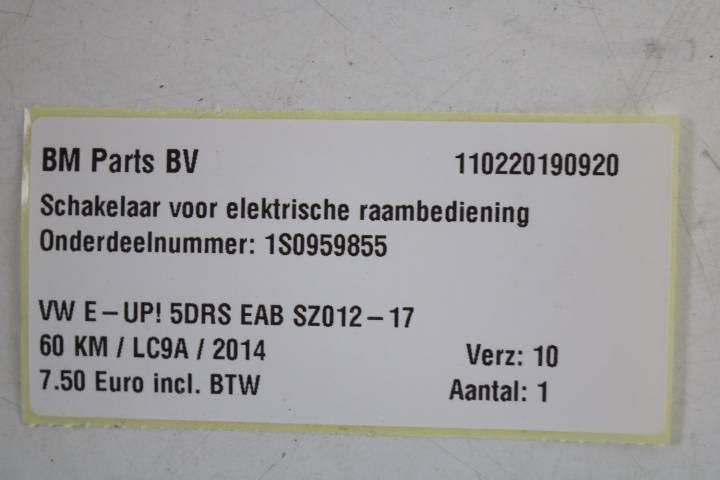 BM Parts BV 110220190920
Schakelaar voor elektrische raambediening
Onderdeelnummer: 1S0959855
VW E-UP! 5DRS EAB SZ012-17
60 KM / LC9A / 2014 Verz: 10
7.50 Euro incl. BTW Aantal: 1